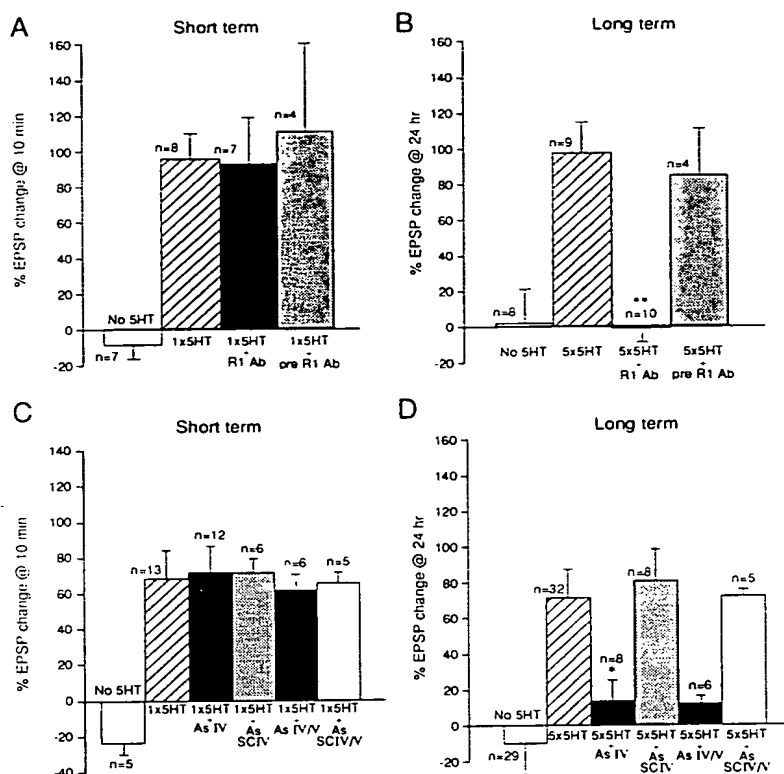 A
Short term
% EPSP change @ 10 min
160
140
120
100
80
60
40
20
0
-20
No 5HT
n=7
n=8
n=7
n=4
1x5HT
1x5HT
+
R1 Ab
1x5HT
+
pre R1 Ab
B
Long term
% EPSP change @ 24 hr
160
140
120
100
80
60
40
20
0
-20
n=8
n=9
**
n=10
n=4
No 5HT
5x5HT
5x5HT
+
R1 Ab
5x5HT
+
pre R1 Ab
C
Short term
% EPSP change @ 10 min
140
120
100
80
60
40
20
0
-20
-40
No 5HT
n=5
n=13
n=12
n=6
n=6
n=5
1x5HT
1x5HT
+
As IV
1x5HT
+
As
SCIV
1x5HT
+
As IV/V
1x5HT
+
As
SCIV/V
D
Long term
% EPSP change @ 24 hr
160
140
120
100
80
60
40
20
0
-20
No 5HT
n=29
n=32
*
n=8
n=8
n=6
n=5
5x5HT
5x5HT
+
As IV
5x5HT
+
As
SCIV
5x5HT
+
As IV/V
5x5HT
+
As
SCIV/V